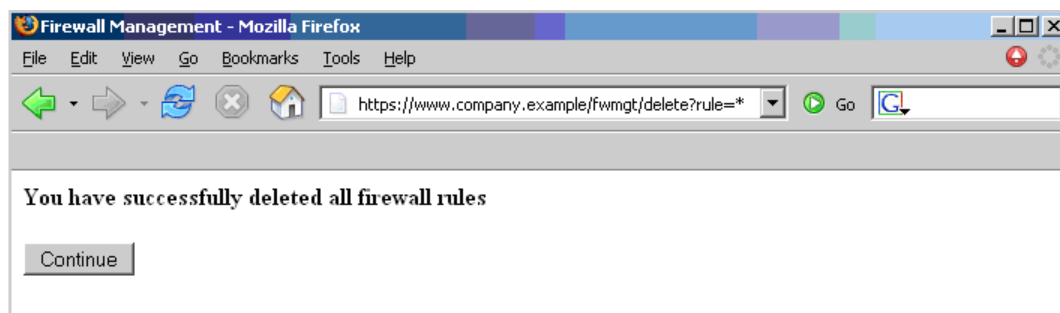 Firewall Management - Mozilla Firefox
File Edit View Go Bookmarks Tools Help
https://www.company.example/fwmgt/delete?rule=* Go G
You have successfully deleted all firewall rules
Continue